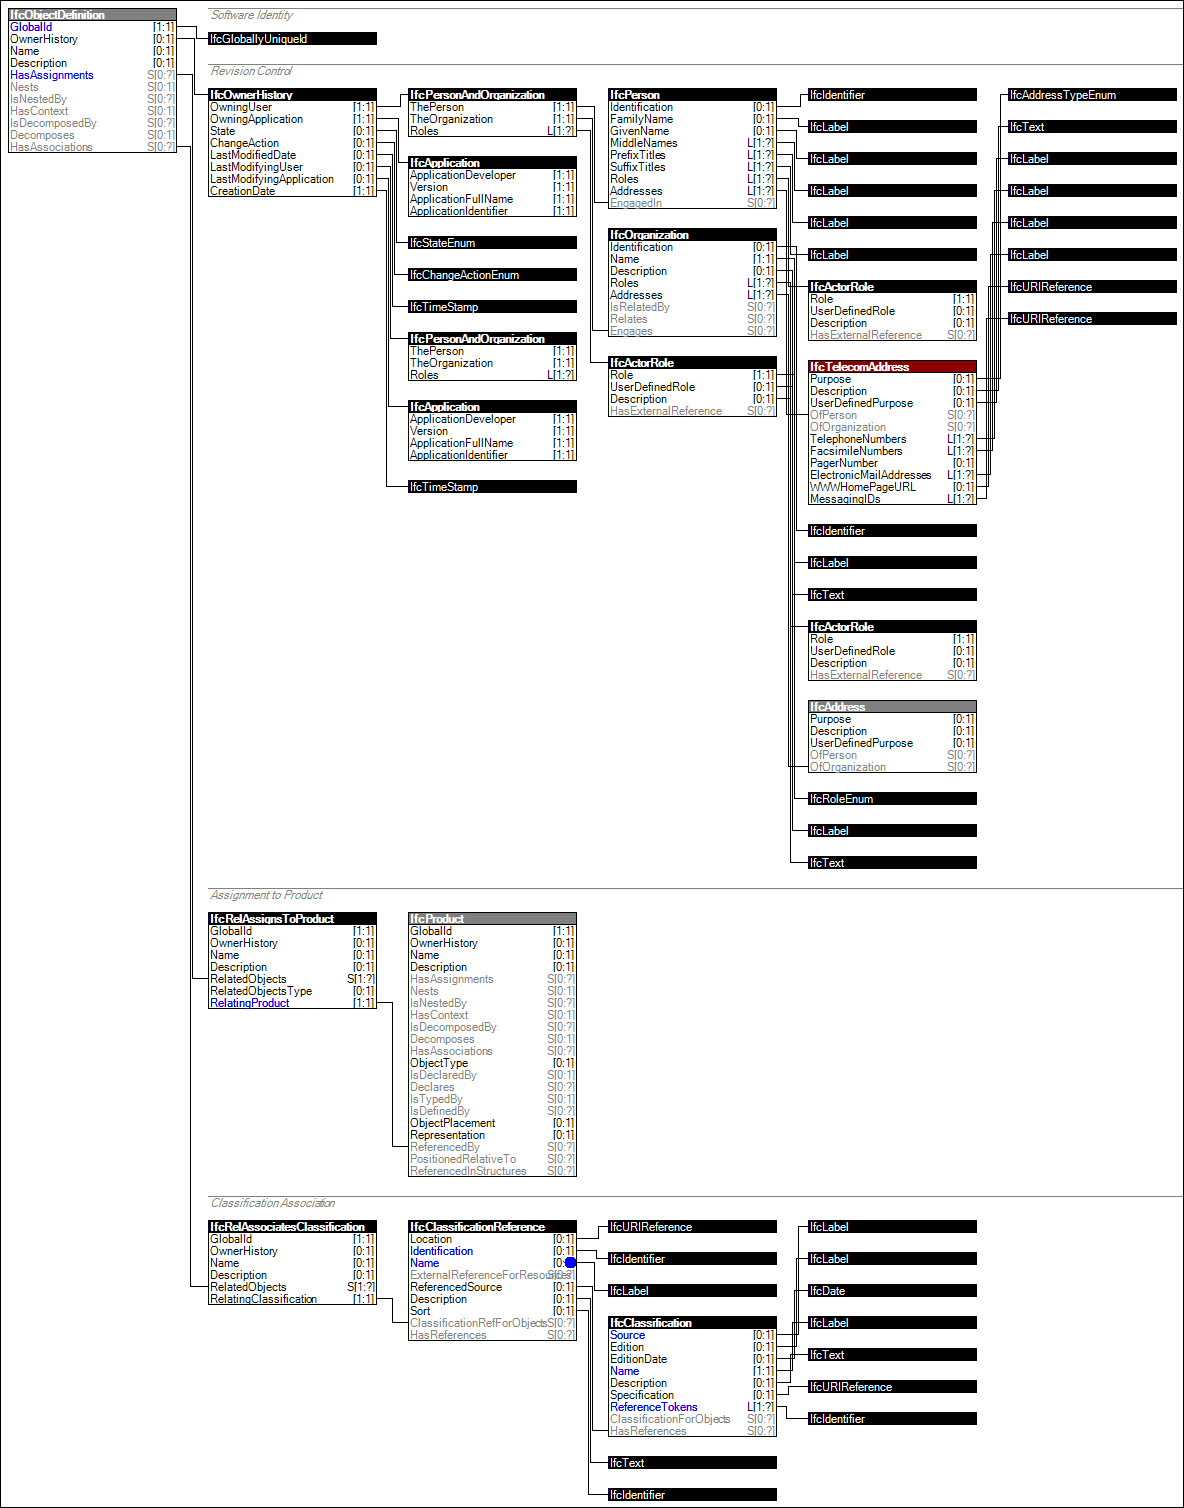 IfcObjectDefinition
GlobalId [1:1]
OwnerHistory [0:1]
Name [0:1]
Description [0:1]
HasAssignments S[0:?]
Nests S[0:1]
IsNestedBy S[0:?]
HasContext S[0:1]
IsDecomposedBy S[0:?]
Decomposes S[0:1]
HasAssociations S[0:?]
Software Identity
IfcGloballyUniqueId
Revision Control
IfcOwnerHistory
OwningUser [1:1]
OwningApplication [1:1]
State [0:1]
ChangeAction [0:1]
LastModifiedDate [0:1]
LastModifyingUser [0:1]
LastModifyingApplication [0:1]
CreationDate [1:1]
IfcPersonAndOrganization
ThePerson [1:1]
TheOrganization [1:1]
Roles L[1:?]
IfcApplication
ApplicationDeveloper [1:1]
Version [1:1]
ApplicationFullName [1:1]
ApplicationIdentifier [1:1]
IfcStateEnum
IfcChangeActionEnum
IfcTimeStamp
IfcPersonAndOrganization
ThePerson [1:1]
TheOrganization [1:1]
Roles L[1:?]
IfcApplication
ApplicationDeveloper [1:1]
Version [1:1]
ApplicationFullName [1:1]
ApplicationIdentifier [1:1]
IfcTimeStamp
IfcPerson
Identification [0:1]
FamilyName [0:1]
GivenName [0:1]
MiddleNames L[1:?]
PrefixTitles L[1:?]
SuffixTitles L[1:?]
Roles L[1:?]
Addresses L[1:?]
EngagedIn S[0:?]
IfcOrganization
Identification [0:1]
Name [1:1]
Description [0:1]
Roles L[1:?]
Addresses L[1:?]
IsRelatedBy S[0:?]
Relates S[0:?]
Engages S[0:?]
IfcActorRole
Role [1:1]
UserDefinedRole [0:1]
Description [0:1]
HasExternalReference S[0:?]
IfcIdentifier
IfcLabel
IfcLabel
IfcLabel
IfcLabel
IfcLabel
IfcActorRole
Role [1:1]
UserDefinedRole [0:1]
Description [0:1]
HasExternalReference S[0:?]
IfcTelecomAddress
Purpose [0:1]
Description [0:1]
UserDefinedPurpose [0:1]
OfPerson S[0:?]
OfOrganization S[0:?]
TelephoneNumbers L[1:?]
FacsimileNumbers L[1:?]
PagerNumber [0:1]
ElectronicMailAddresses L[1:?]
WWWHomePageURL [0:1]
MessagingIDs L[1:?]
IfcIdentifier
IfcLabel
IfcText
IfcActorRole
Role [1:1]
UserDefinedRole [0:1]
Description [0:1]
HasExternalReference S[0:?]
IfcAddress
Purpose [0:1]
Description [0:1]
UserDefinedPurpose [0:1]
OfPerson S[0:?]
OfOrganization S[0:?]
IfcRoleEnum
IfcLabel
IfcText
IfcAddressTypeEnum
IfcText
IfcLabel
IfcLabel
IfcLabel
IfcLabel
IfcURIReference
IfcURIReference
Assignment to Product
IfcRelAssignsToProduct
GlobalId [1:1]
OwnerHistory [0:1]
Name [0:1]
Description [0:1]
RelatedObjects S[1:?]
RelatedObjectsType [0:1]
RelatingProduct [1:1]
IfcProduct
GlobalId [1:1]
OwnerHistory [0:1]
Name [0:1]
Description [0:1]
HasAssignments S[0:?]
Nests S[0:1]
IsNestedBy S[0:?]
HasContext S[0:1]
IsDecomposedBy S[0:?]
Decomposes S[0:1]
HasAssociations S[0:?]
ObjectType [0:1]
IsDeclaredBy S[0:1]
Declares S[0:?]
IsTypedBy S[0:1]
IsDefinedBy S[0:?]
ObjectPlacement [0:1]
Representation [0:1]
ReferencedBy S[0:?]
PositionedRelativeTo S[0:?]
ReferencedInStructures S[0:?]
Classification Association
IfcRelAssociatesClassification
GlobalId [1:1]
OwnerHistory [0:1]
Name [0:1]
Description [0:1]
RelatedObjects S[1:?]
RelatingClassification [1:1]
IfcClassificationReference
Location [0:1]
Identification [0:1]
Name
ExternalReferenceForResources S[0:?]
ReferencedSource [0:1]
Description [0:1]
Sort [0:1]
ClassificationRefForObjects S[0:?]
HasReferences S[0:?]
IfcURIReference
IfcIdentifier
IfcLabel
IfcClassification
Source [0:1]
Edition [0:1]
EditionDate [0:1]
Name [1:1]
Description [0:1]
Specification [0:1]
ReferenceTokens L[1:?]
ClassificationForObjects S[0:?]
HasReferences S[0:?]
IfcText
IfcIdentifier
IfcLabel
IfcLabel
IfcDate
IfcLabel
IfcText
IfcURIReference
IfcIdentifier